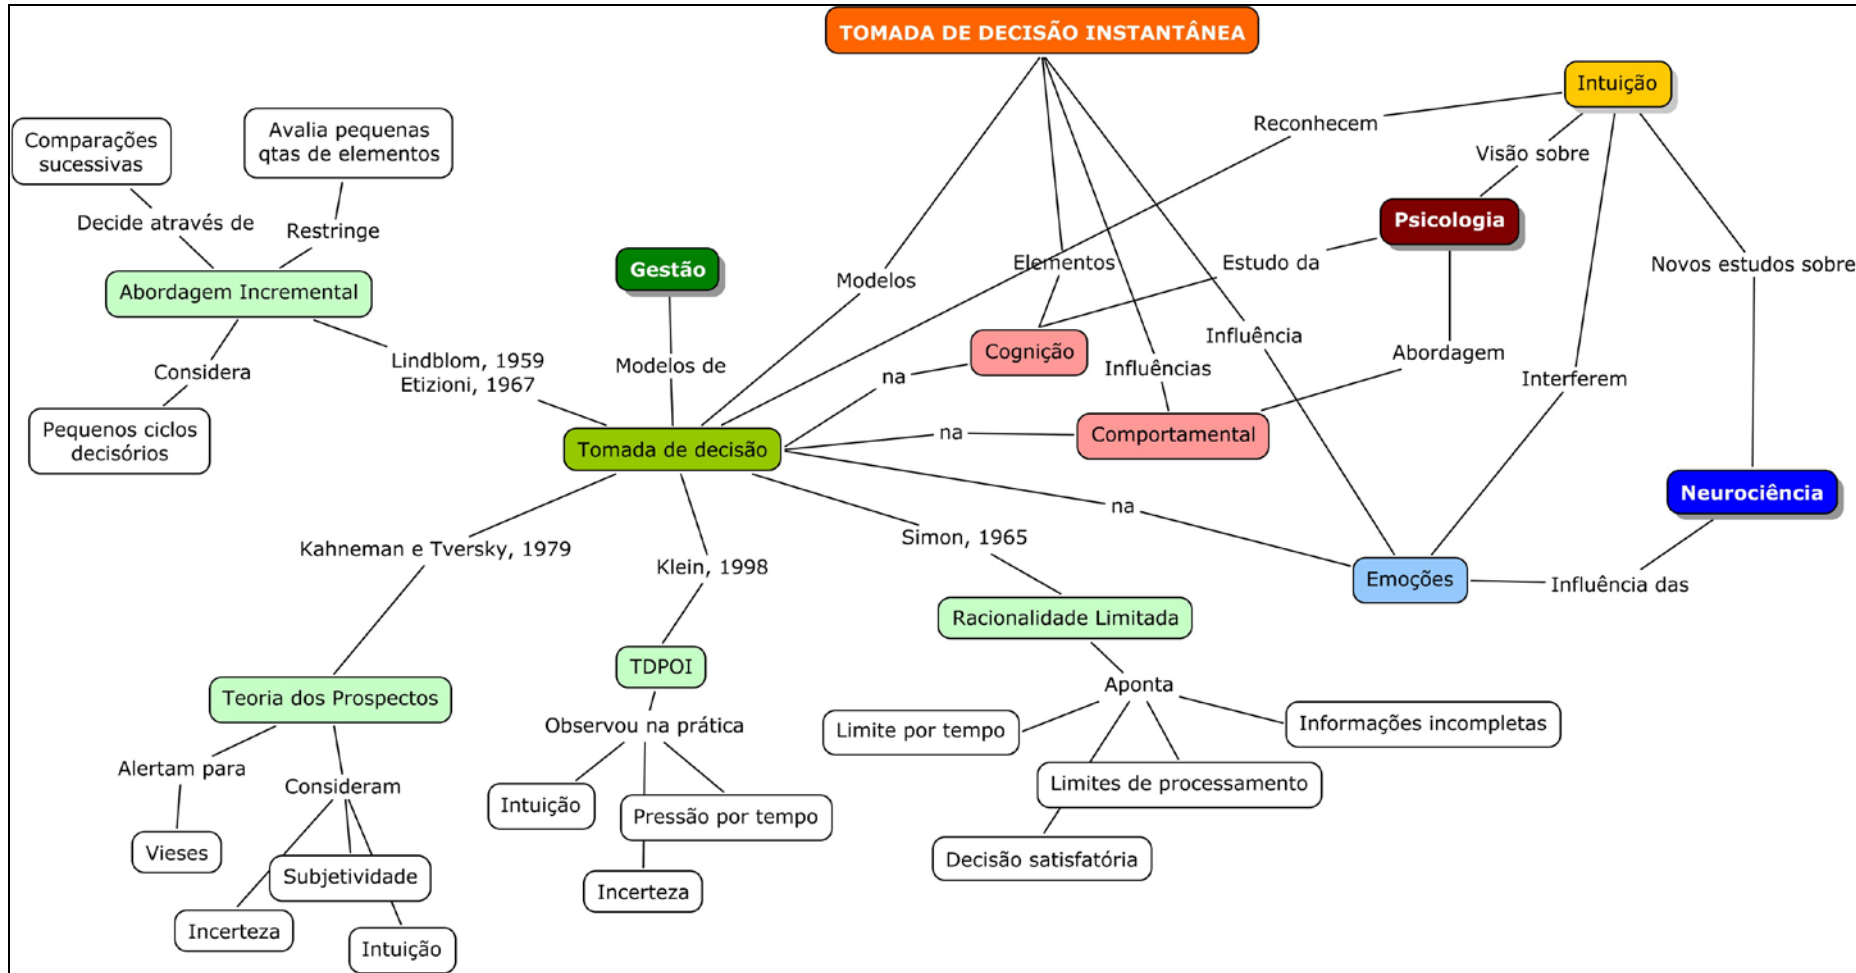 TOMADA DE DECISÃO INSTANTÂNEA
Intuição
Reconhecem
Visão sobre
Comparações
sucessivas
Avalia pequenas
qtas de elementos
Decide através de
Restringe
Psicologia
Gestão
Modelos
Elementos
Estudo da
Novos estudos sobre
Abordagem Incremental
Influência
Lindblom, 1959
Etizioni, 1967
Modelos de
Cognição
Abordagem
Considera
na
Influências
Interferem
Pequenos ciclos
decisórios
Tomada de decisão
na
Comportamental
Neurociência
na
Kahneman e Tversky, 1979
Klein, 1998
Simon, 1965
Emoções
Influência das
Racionalidade Limitada
TDPOI
Teoria dos Prospectos
Aponta
Observou na prática
Limite por tempo
Informações incompletas
Alertam para
Consideram
Limites de processamento
Intuição
Pressão por tempo
Vieses
Subjetividade
Decisão satisfatória
Incerteza
Incerteza
Intuição